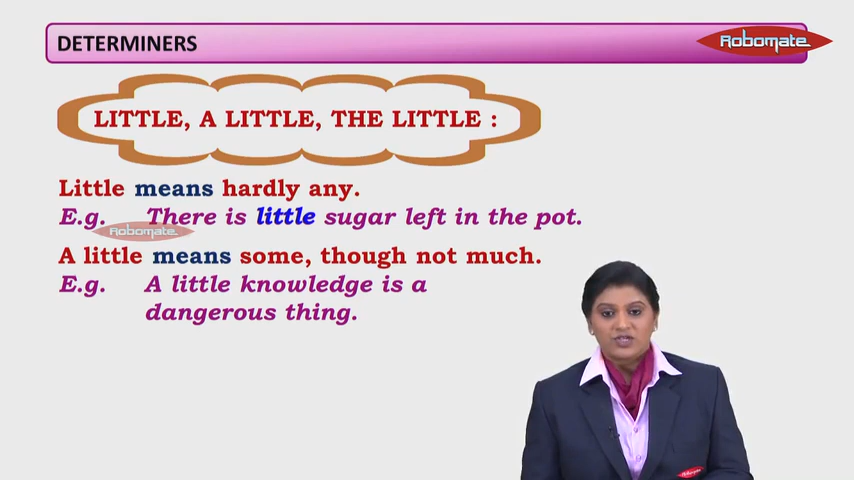 DETERMINERS
Robomate
LITTLE, A LITTLE, THE LITTLE :
Little means hardly any.
E.g. There is little sugar left in the pot.
Robomate
A little means some, though not much.
E.g. A little knowledge is a
dangerous thing.